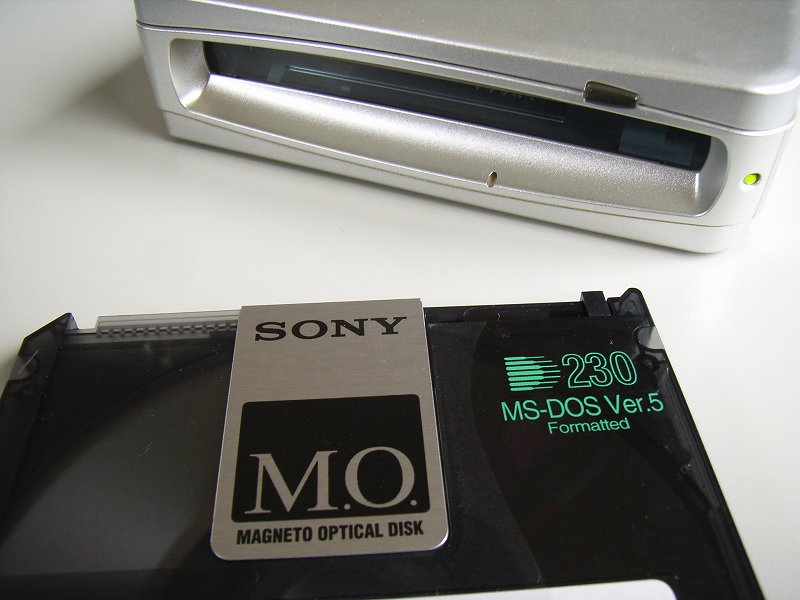 SONY
M.O.
MAGNETO OPTICAL DISK
230
MS-DOS Ver.5
Formatted